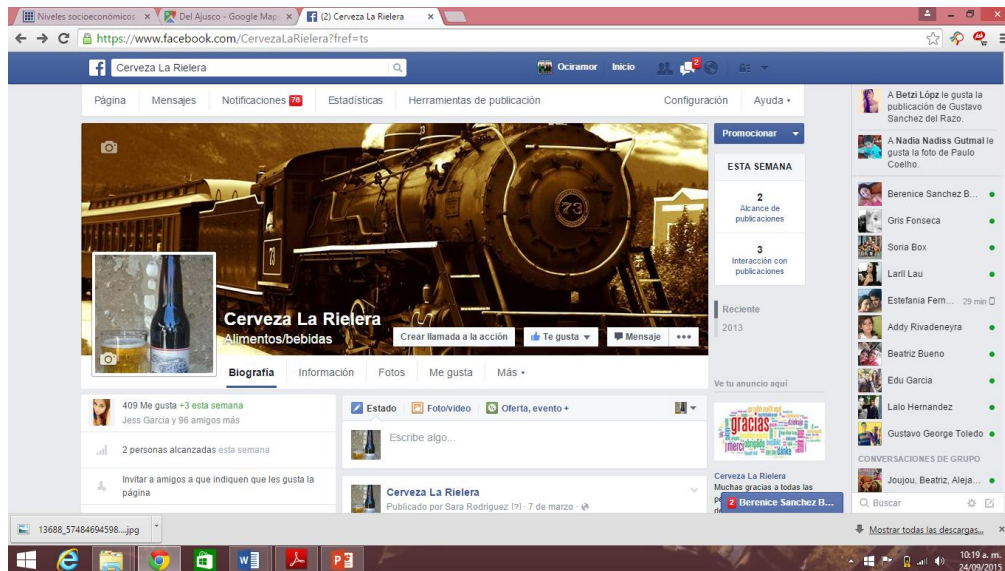 Niveles socioeconómicos
Del Ajusco - Google Map
(2) Cerveza La Rielera
https://www.facebook.com/CervezaLaRielera?fref=ts
Cerveza La Rielera
Ociramor Inicio 2
Página Mensajes Notificaciones 78 Estadísticas Herramientas de publicación Configuración Ayuda
73
73
Cerveza La Rielera
Alimentos/bebidas
Crear llamada a la acción Te gusta Mensaje
Biografía Información Fotos Me gusta Más
409 Me gusta +3 esta semana
Jess Garcia y 96 amigos más
2 personas alcanzadas esta semana
Invitar a amigos a que indiquen que les gusta la
página
Estado Foto/video Oferta, evento +
Escribe algo...
Cerveza La Rielera
Publicado por Sara Rodriguez [?] · 7 de marzo ·
Promocionar
ESTA SEMANA
2
Alcance de
publicaciones
3
Interacción con
publicaciones
Reciente
2013
Ve tu anuncio aquí
gracias
merci
Cerveza La Rielera
Muchas gracias a todas las
A Betzi Lópz le gusta la
publicación de Gustavo
Sanchez del Razo.
A Nadia Nadiss Gutmal le
gusta la foto de Paulo
Coelho.
Berenice Sanchez B...
Gris Fonseca
Soria Box
Larll Lau
Estefania Fern... 29 min
Addy Rivadeneyra
Beatriz Bueno
Edu Garcia
Lalo Hernandez
Gustavo George Toledo
CONVERSACIONES DE GRUPO
Joujou, Beatriz, Aleja...
2 Berenice Sanchez B...
Buscar
13688_57484694598....jpg
Mostrar todas las descargas...
10:19 a. m.
24/09/2015